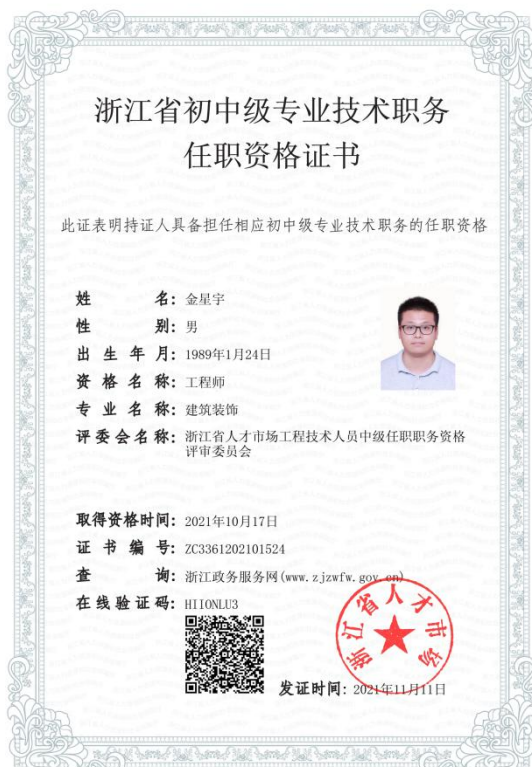 浙江省初中级专业技术职务
任职资格证书
此证表明持证人具备担任相应初中级专业技术职务的任职资格
姓 名：金星宇
性 别：男
出 生 年 月：1989年1月24日
资 格 名 称：工程师
专 业 名 称：建筑装饰
评委会名称：浙江省人才市场工程技术人员中级任职职务资格
评审委员会
取得资格时间：2021年10月17日
证 书 编 号：ZC3361202101524
查 询：浙江政务服务网(www.zjzwfw.gov.cn)
在线验证码：HIIONLU3
浙江省人才市场
发证时间：2021年11月11日